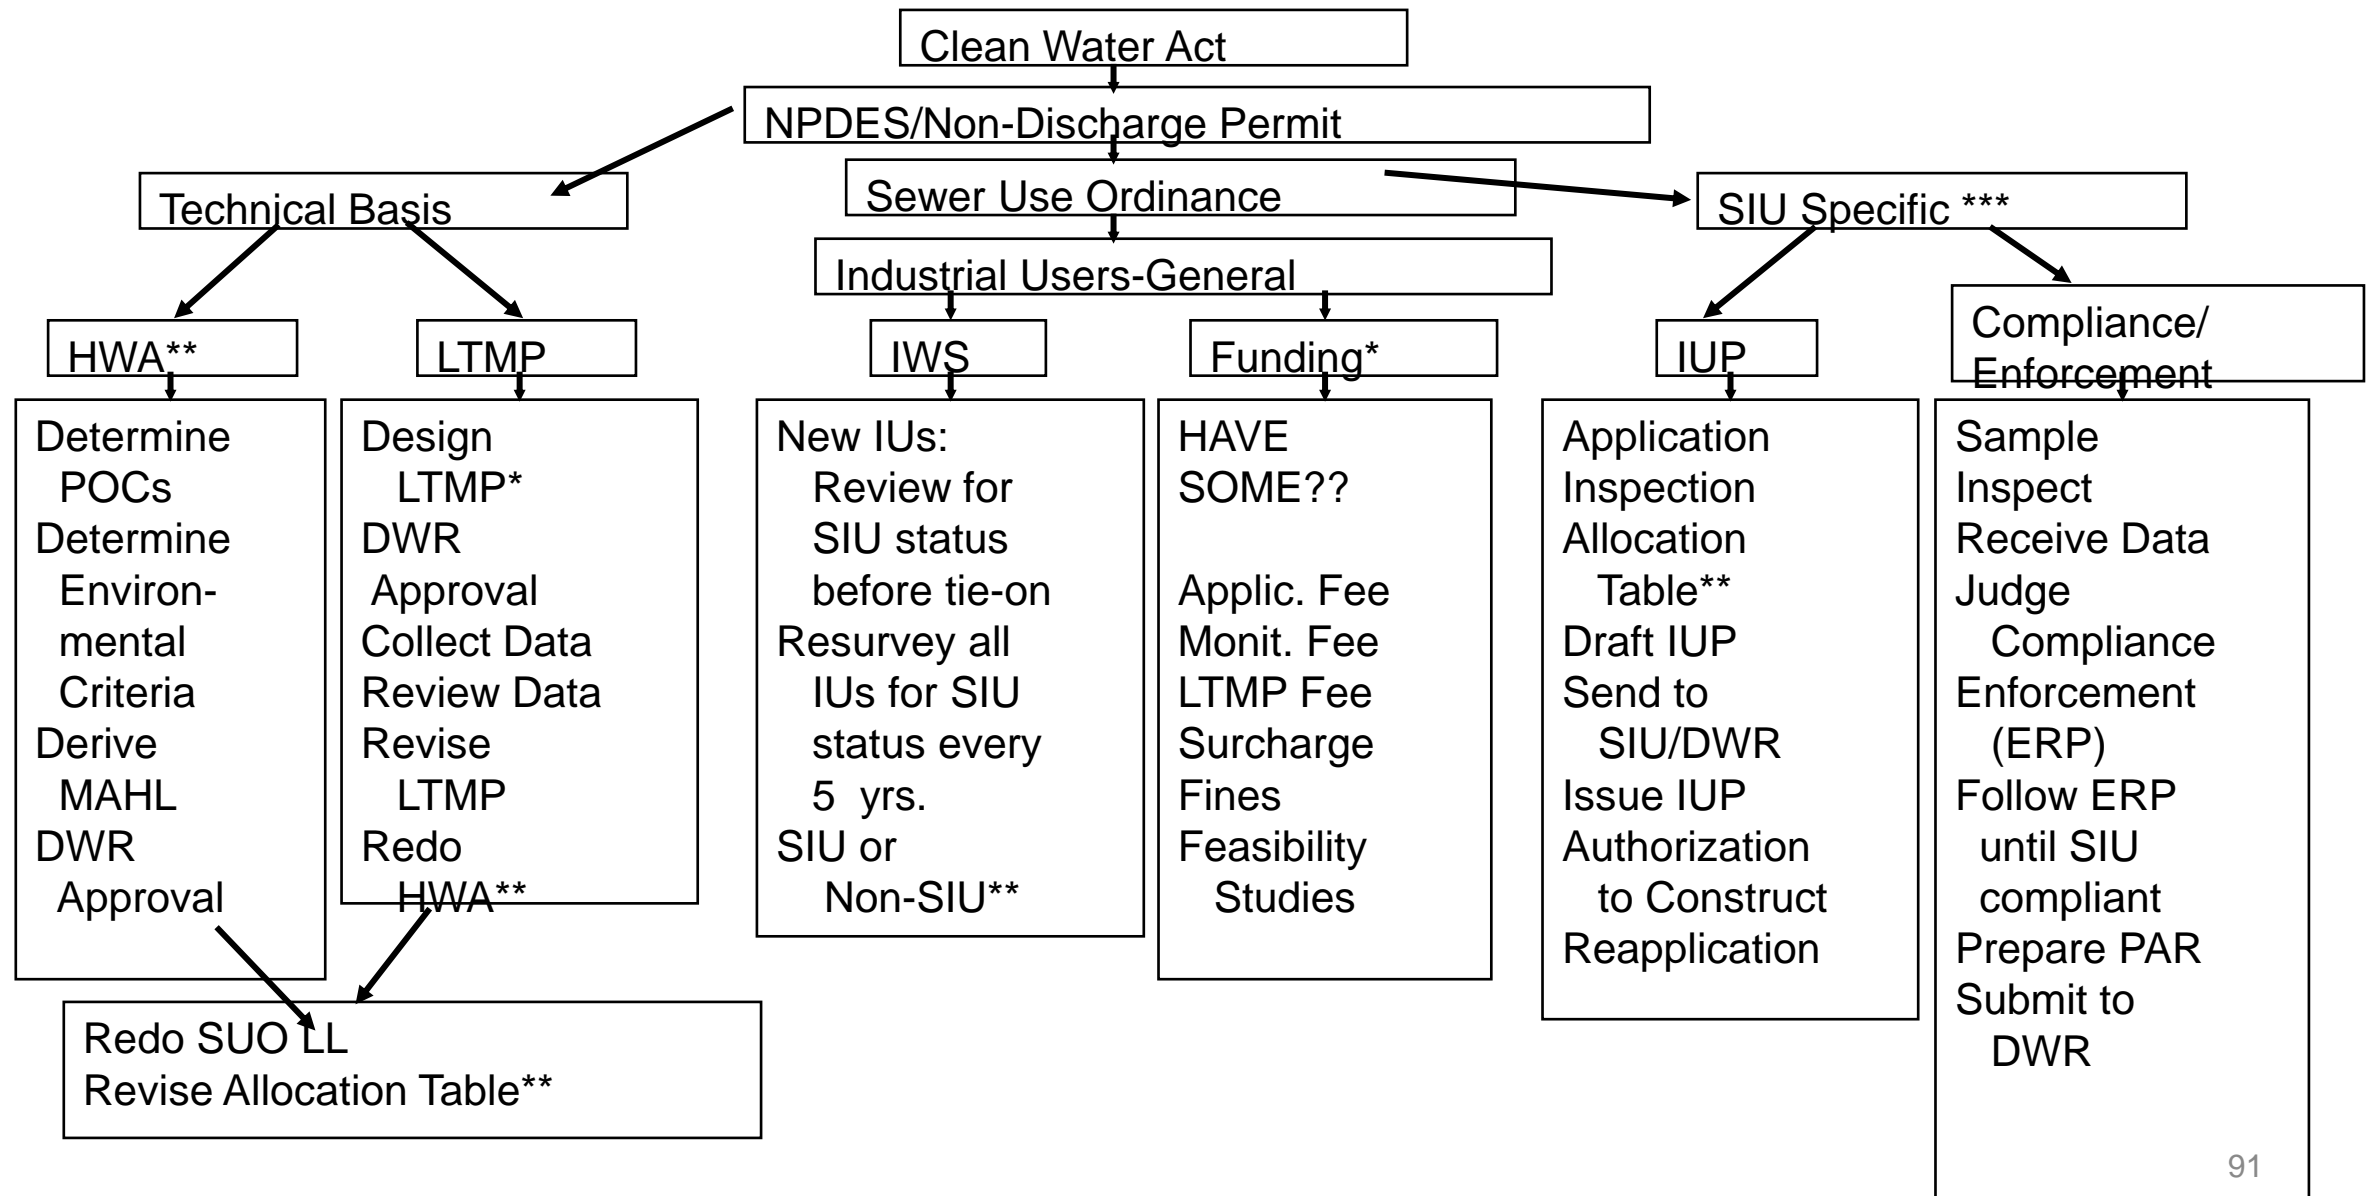 Clean Water Act
NPDES/Non-Discharge Permit
Technical Basis
Sewer Use Ordinance
SIU Specific ***
Industrial Users-General
HWA**
LTMP
IWS
Funding*
IUP
Compliance/
Enforcement
Determine
POCs
Determine
Environ-
mental
Criteria
Derive
MAHL
DWR
Approval
Design
LTMP*
DWR
Approval
Collect Data
Review Data
Revise
LTMP
Redo
HWA**
Redo SUO LL
Revise Allocation Table**
New IUs:
Review for
SIU status
before tie-on
Resurvey all
IUs for SIU
status every
5 yrs.
SIU or
Non-SIU**
HAVE
SOME??
Applic. Fee
Monit. Fee
LTMP Fee
Surcharge
Fines
Feasibility
Studies
Application
Inspection
Allocation
Table**
Draft IUP
Send to
SIU/DWR
Issue IUP
Authorization
to Construct
Reapplication
Sample
Inspect
Receive Data
Judge
Compliance
Enforcement
(ERP)
Follow ERP
until SIU
compliant
Prepare PAR
Submit to
DWR
91